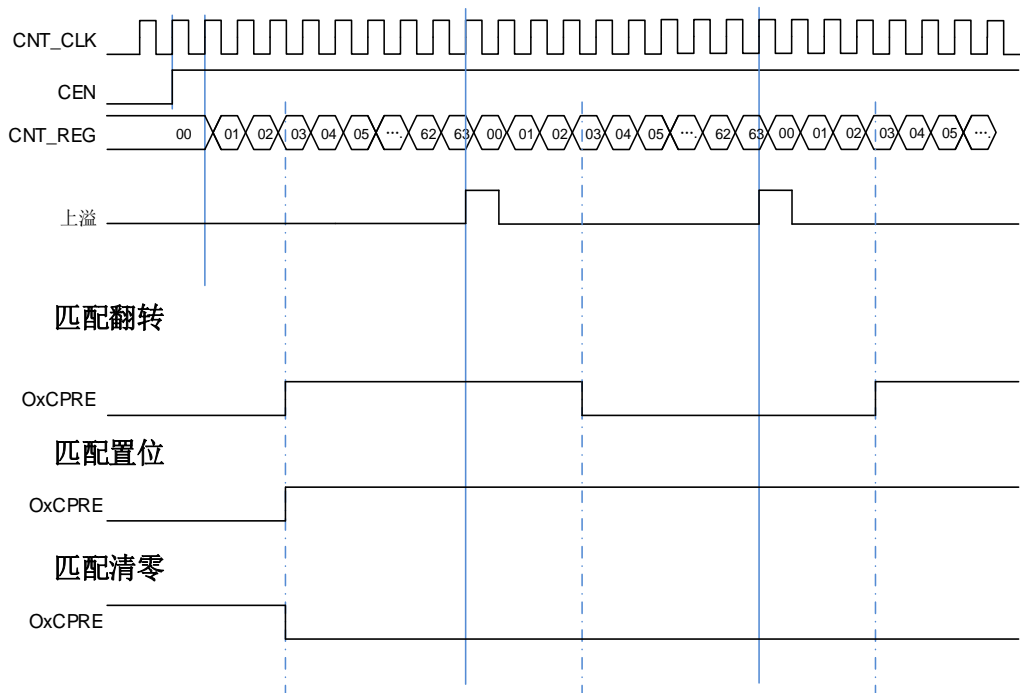 CNT_CLK
CEN
CNT_REG 00 01 02 03 04 05 ···. 62 63 00 01 02 03 04 05 ···. 62 63 00 01 02 03 04 05 ···.
上溢
匹配翻转
OxCPRE
匹配置位
OxCPRE
匹配清零
OxCPRE